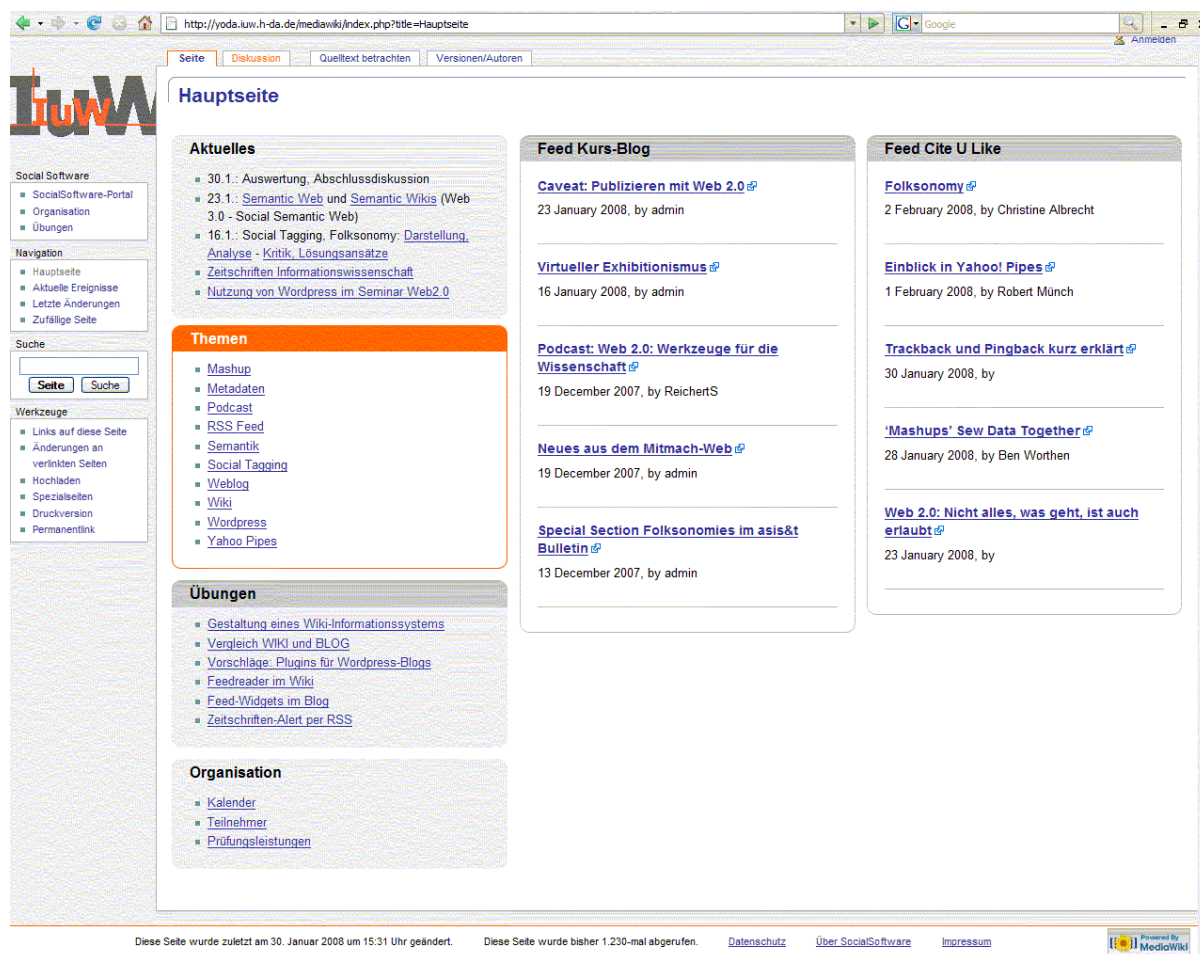 http://yoda.iuw.h-da.de/mediawiki/index.php?title=Hauptseite
Google
Anmelden
Seite
Diskussion
Quelltext betrachten
Versionen/Autoren
IuWW
IuW
Hauptseite
Social Software
SocialSoftware-Portal
Organisation
Übungen
Navigation
Hauptseite
Aktuelle Ereignisse
Letzte Änderungen
Zufällige Seite
Suche
Seite
Suche
Werkzeuge
Links auf diese Seite
Änderungen an
verlinkten Seiten
Hochladen
Spezialseiten
Druckversion
Permanentlink
Aktuelles
30.1.: Auswertung, Abschlussdiskussion
23.1.: Semantic Web und Semantic Wikis (Web
3.0 - Social Semantic Web)
16.1.: Social Tagging, Folksonomy: Darstellung,
Analyse - Kritik, Lösungsansätze
Zeitschriften Informationswissenschaft
Nutzung von Wordpress im Seminar Web2.0
Themen
Mashup
Metadaten
Podcast
RSS Feed
Semantik
Social Tagging
Weblog
Wiki
Wordpress
Yahoo Pipes
Übungen
Gestaltung eines Wiki-Informationssystems
Vergleich WIKI und BLOG
Vorschläge: Plugins für Wordpress-Blogs
Feedreader im Wiki
Feed-Widgets im Blog
Zeitschriften-Alert per RSS
Organisation
Kalender
Teilnehmer
Prüfungsleistungen
Feed Kurs-Blog
Caveat: Publizieren mit Web 2.0
23 January 2008, by admin
Virtueller Exhibitionismus
16 January 2008, by admin
Podcast: Web 2.0: Werkzeuge für die
Wissenschaft
19 December 2007, by ReichertS
Neues aus dem Mitmach-Web
19 December 2007, by admin
Special Section Folksonomies im asis&t
Bulletin
13 December 2007, by admin
Feed Cite U Like
Folksonomy
2 February 2008, by Christine Albrecht
Einblick in Yahoo! Pipes
1 February 2008, by Robert Münch
Trackback und Pingback kurz erklärt
30 January 2008, by
‘Mashups’ Sew Data Together
28 January 2008, by Ben Worthen
Web 2.0: Nicht alles, was geht, ist auch
erlaubt
23 January 2008, by
Diese Seite wurde zuletzt am 30. Januar 2008 um 15:31 Uhr geändert.
Diese Seite wurde bisher 1.230-mal abgerufen.
Datenschutz
Über SocialSoftware
Impressum
Powered By
MediaWiki